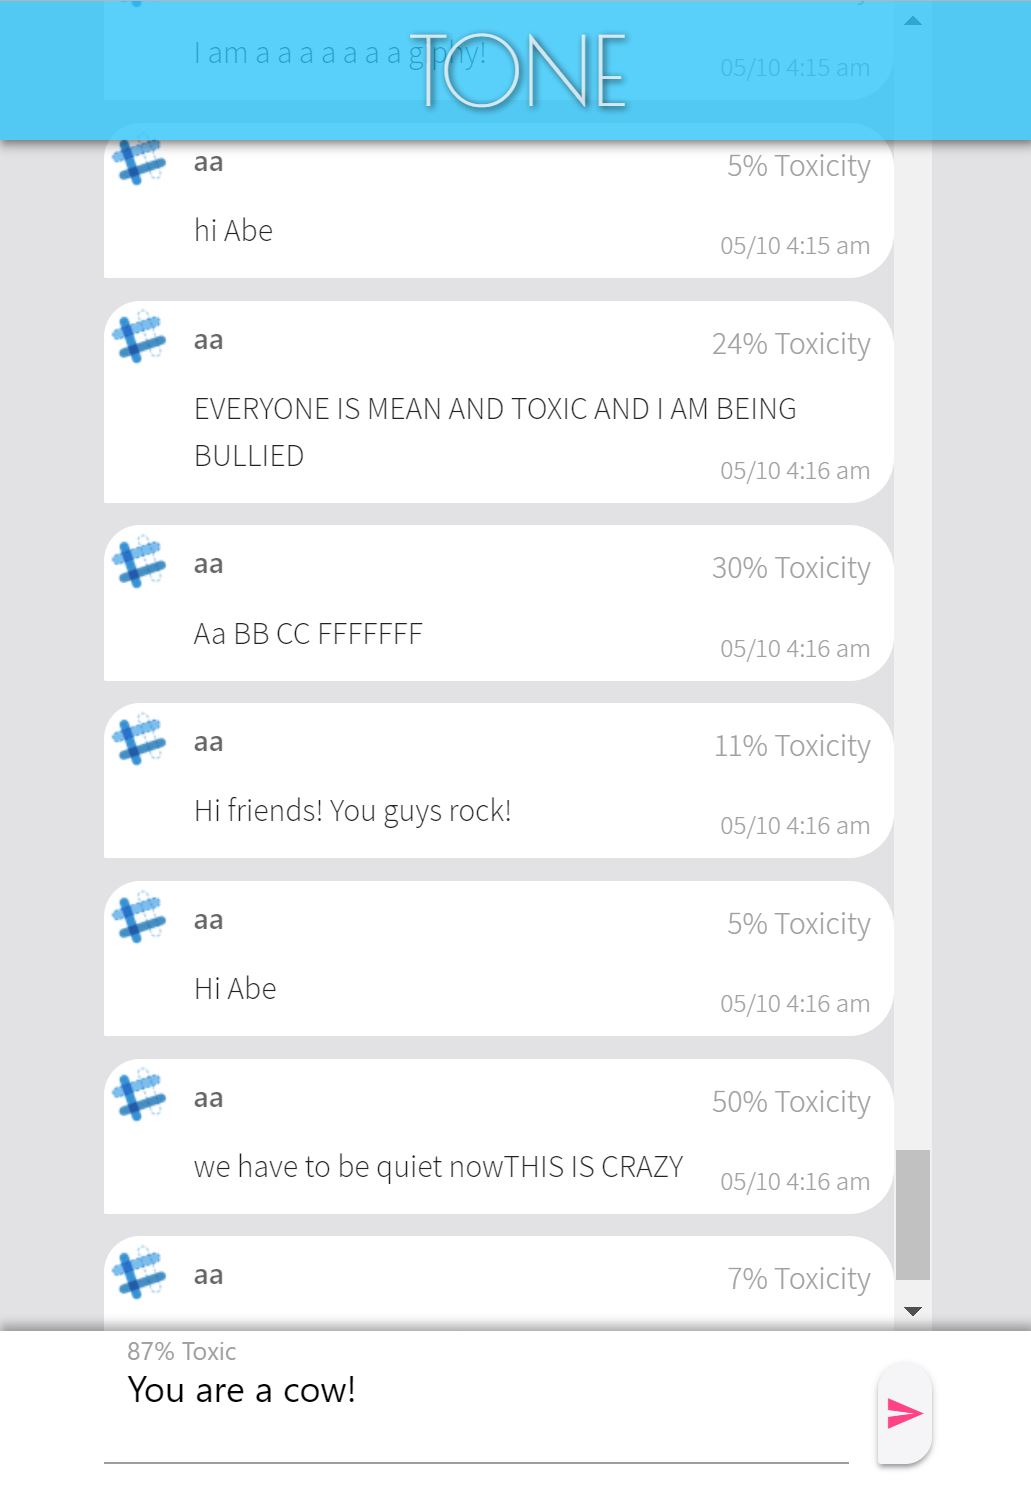 I am a a a a a a a giphy!
05/10 4:15 am
TONE
aa
5% Toxicity
hi Abe
05/10 4:15 am
aa
24% Toxicity
EVERYONE IS MEAN AND TOXIC AND I AM BEING
BULLIED
05/10 4:16 am
aa
30% Toxicity
Aa BB CC FFFFFFF
05/10 4:16 am
aa
11% Toxicity
Hi friends! You guys rock!
05/10 4:16 am
aa
5% Toxicity
Hi Abe
05/10 4:16 am
aa
50% Toxicity
we have to be quiet nowTHIS IS CRAZY
05/10 4:16 am
aa
7% Toxicity
87% Toxic
You are a cow!